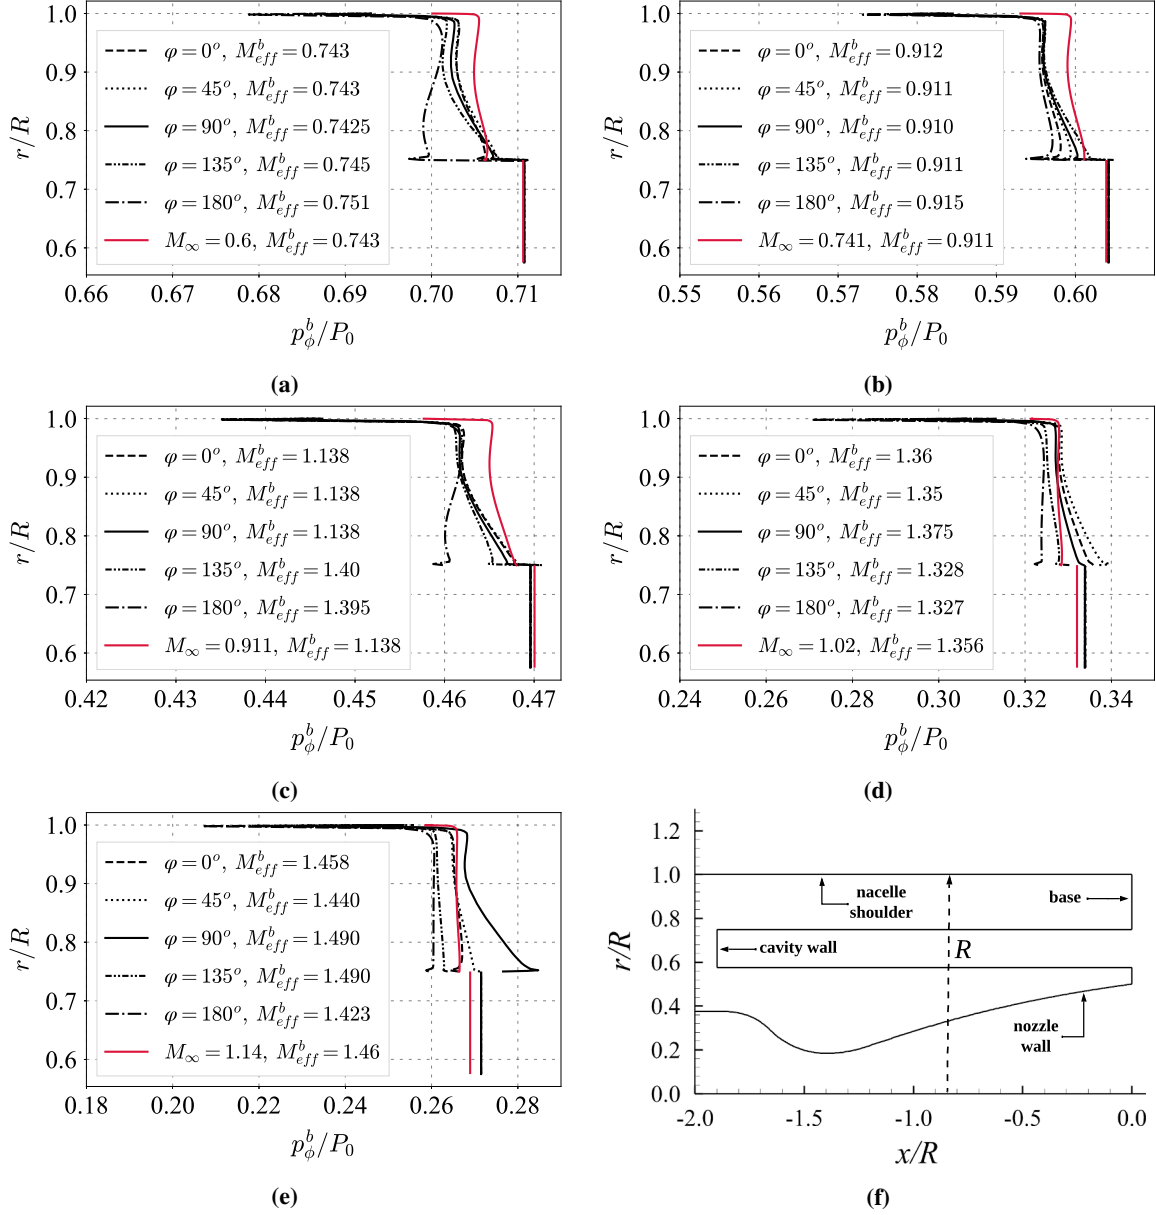 1.0
0.9
0.8
0.7
0.6
r/R
φ = 0°, M^b_eff = 0.743
φ = 45°, M^b_eff = 0.743
φ = 90°, M^b_eff = 0.7425
φ = 135°, M^b_eff = 0.745
φ = 180°, M^b_eff = 0.751
M_∞ = 0.6, M^b_eff = 0.743
0.66 0.67 0.68 0.69 0.70 0.71
p^b_ϕ/P_0
(a)
1.0
0.9
0.8
0.7
0.6
r/R
φ = 0°, M^b_eff = 0.912
φ = 45°, M^b_eff = 0.911
φ = 90°, M^b_eff = 0.910
φ = 135°, M^b_eff = 0.911
φ = 180°, M^b_eff = 0.915
M_∞ = 0.741, M^b_eff = 0.911
0.55 0.56 0.57 0.58 0.59 0.60
p^b_ϕ/P_0
(b)
1.0
0.9
0.8
0.7
0.6
r/R
φ = 0°, M^b_eff = 1.138
φ = 45°, M^b_eff = 1.138
φ = 90°, M^b_eff = 1.138
φ = 135°, M^b_eff = 1.40
φ = 180°, M^b_eff = 1.395
M_∞ = 0.911, M^b_eff = 1.138
0.42 0.43 0.44 0.45 0.46 0.47
p^b_ϕ/P_0
(c)
1.0
0.9
0.8
0.7
0.6
r/R
φ = 0°, M^b_eff = 1.36
φ = 45°, M^b_eff = 1.35
φ = 90°, M^b_eff = 1.375
φ = 135°, M^b_eff = 1.328
φ = 180°, M^b_eff = 1.327
M_∞ = 1.02, M^b_eff = 1.356
0.24 0.26 0.28 0.30 0.32 0.34
p^b_ϕ/P_0
(d)
1.0
0.9
0.8
0.7
0.6
r/R
φ = 0°, M^b_eff = 1.458
φ = 45°, M^b_eff = 1.440
φ = 90°, M^b_eff = 1.490
φ = 135°, M^b_eff = 1.490
φ = 180°, M^b_eff = 1.423
M_∞ = 1.14, M^b_eff = 1.46
0.18 0.20 0.22 0.24 0.26 0.28
p^b_ϕ/P_0
(e)
1.2
1.0
0.8
0.6
0.4
0.2
0.0
r/R
nacelle
shoulder
base
cavity wall
R
nozzle
wall
-2.0 -1.5 -1.0 -0.5 0.0
x/R
(f)